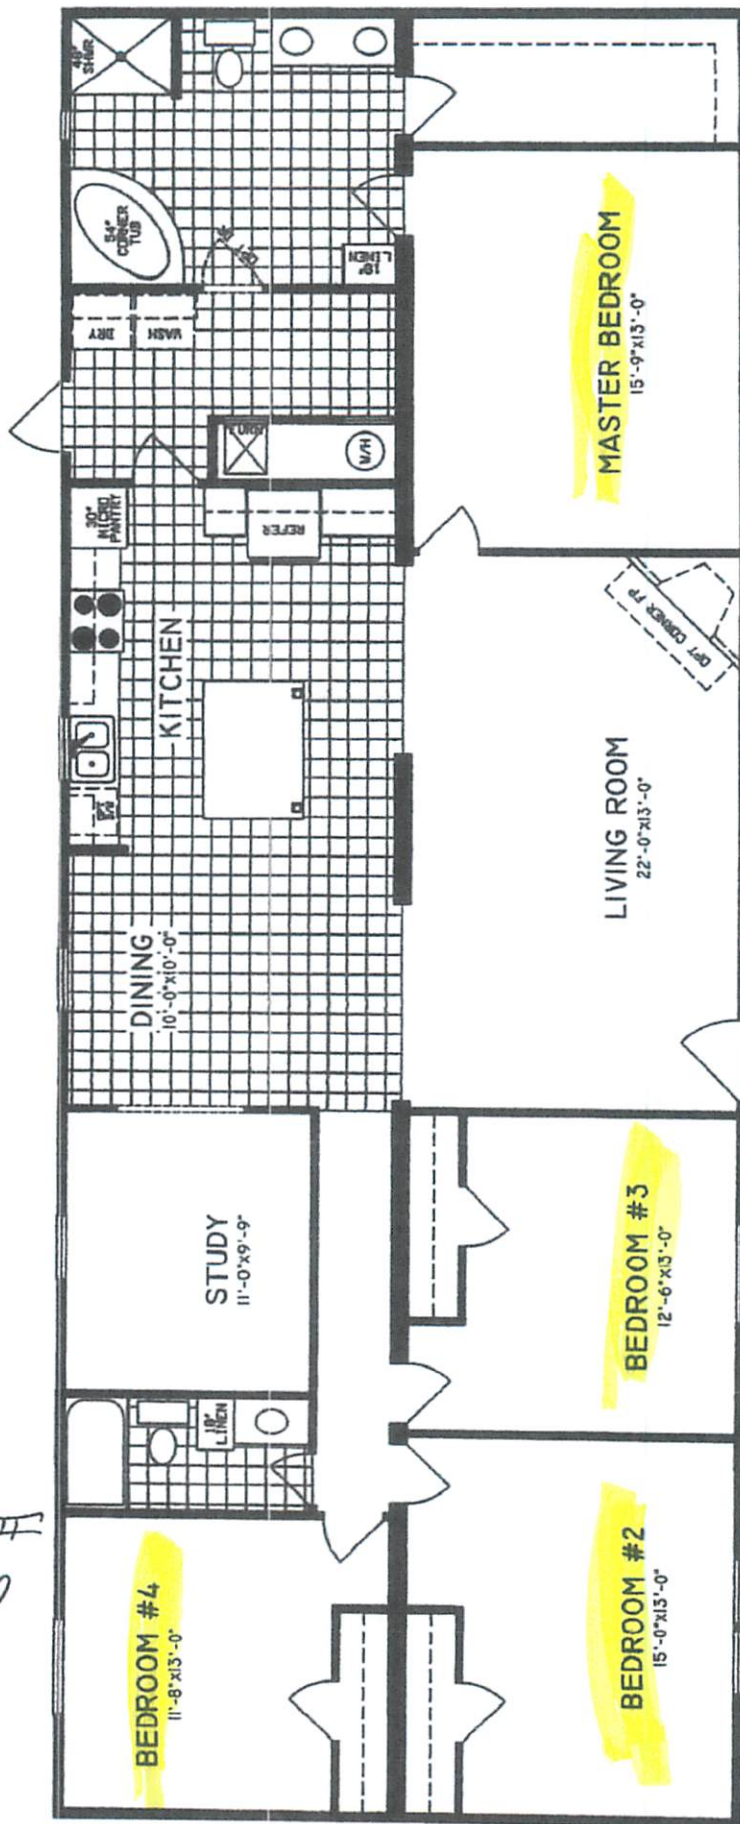 48"
SHWR
54"
CORNER
TUB
18"
LINEN
DRY
WASH
W/H
30"
MICRO
PANTRY
REFER
KITCHEN
MASTER BEDROOM
15'-9"x13'-0"
OPT CORNER FP
LIVING ROOM
22'-0"x13'-0"
DINING
10'-0"x10'-0"
STUDY
11'-0"x9'-9"
18"
LINEN
BEDROOM #3
12'-6"x13'-0"
BEDROOM #4
11'-8"x13'-0"
BEDROOM #2
15'-0"x13'-0"